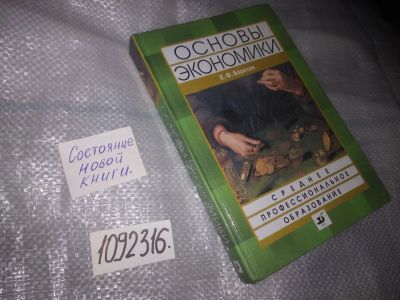 ОСНОВЫ
ЭКОНОМИКИ
Е. Ф. Борисов
СРЕДНЕЕ
ПРОФЕССИОНАЛЬНОЕ
ОБРАЗОВАНИЕ
Состояние
новой
книги.
1092316.